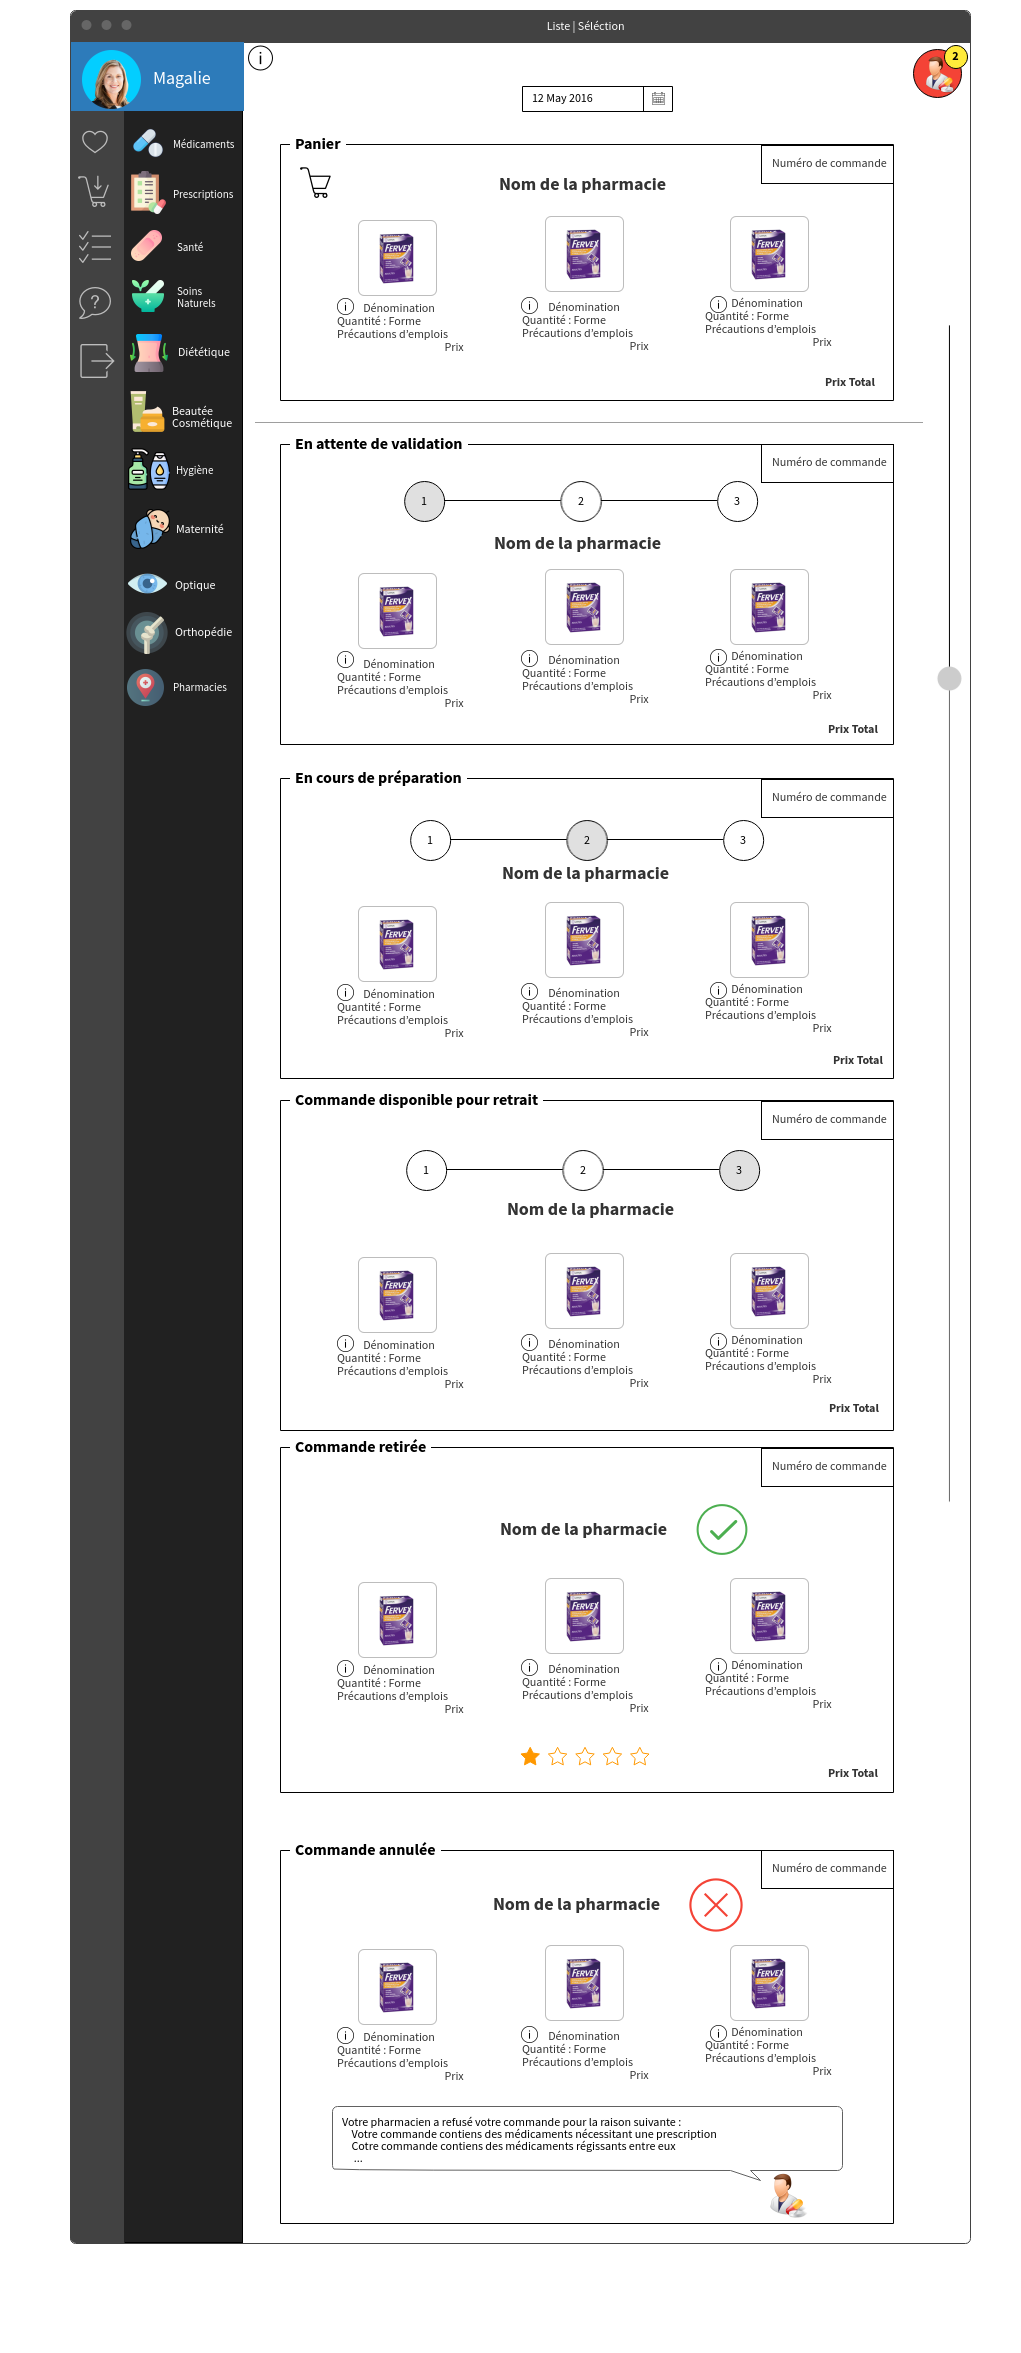 Liste | Séléction
Magalie
i
2
12 May 2016
Médicaments
Prescriptions
Santé
Soins
Naturels
?
Diététique
Beautée
Cosmétique
Hygiène
Maternité
Optique
Orthopédie
Pharmacies
Panier
Numéro de commande
Nom de la pharmacie
FERVEX FERVEX FERVEX
i Dénomination i Dénomination i Dénomination
Quantité : Forme Quantité : Forme Quantité : Forme
Précautions d'emplois Précautions d'emplois Précautions d'emplois
Prix Prix Prix
Prix Total
En attente de validation
Numéro de commande
1 2 3
Nom de la pharmacie
FERVEX FERVEX FERVEX
i Dénomination i Dénomination i Dénomination
Quantité : Forme Quantité : Forme Quantité : Forme
Précautions d'emplois Précautions d'emplois Précautions d'emplois
Prix Prix Prix
Prix Total
En cours de préparation
Numéro de commande
1 2 3
Nom de la pharmacie
FERVEX FERVEX FERVEX
i Dénomination i Dénomination i Dénomination
Quantité : Forme Quantité : Forme Quantité : Forme
Précautions d'emplois Précautions d'emplois Précautions d'emplois
Prix Prix Prix
Prix Total
Commande disponible pour retrait
Numéro de commande
1 2 3
Nom de la pharmacie
FERVEX FERVEX FERVEX
i Dénomination i Dénomination i Dénomination
Quantité : Forme Quantité : Forme Quantité : Forme
Précautions d'emplois Précautions d'emplois Précautions d'emplois
Prix Prix Prix
Prix Total
Commande retirée
Numéro de commande
Nom de la pharmacie
FERVEX FERVEX FERVEX
i Dénomination i Dénomination i Dénomination
Quantité : Forme Quantité : Forme Quantité : Forme
Précautions d'emplois Précautions d'emplois Précautions d'emplois
Prix Prix Prix
Prix Total
Commande annulée
Numéro de commande
Nom de la pharmacie
FERVEX FERVEX FERVEX
i Dénomination i Dénomination i Dénomination
Quantité : Forme Quantité : Forme Quantité : Forme
Précautions d'emplois Précautions d'emplois Précautions d'emplois
Prix Prix Prix
Votre pharmacien a refusé votre commande pour la raison suivante :
Votre commande contiens des médicaments nécessitant une prescription
Cotre commande contiens des médicaments régissants entre eux
...